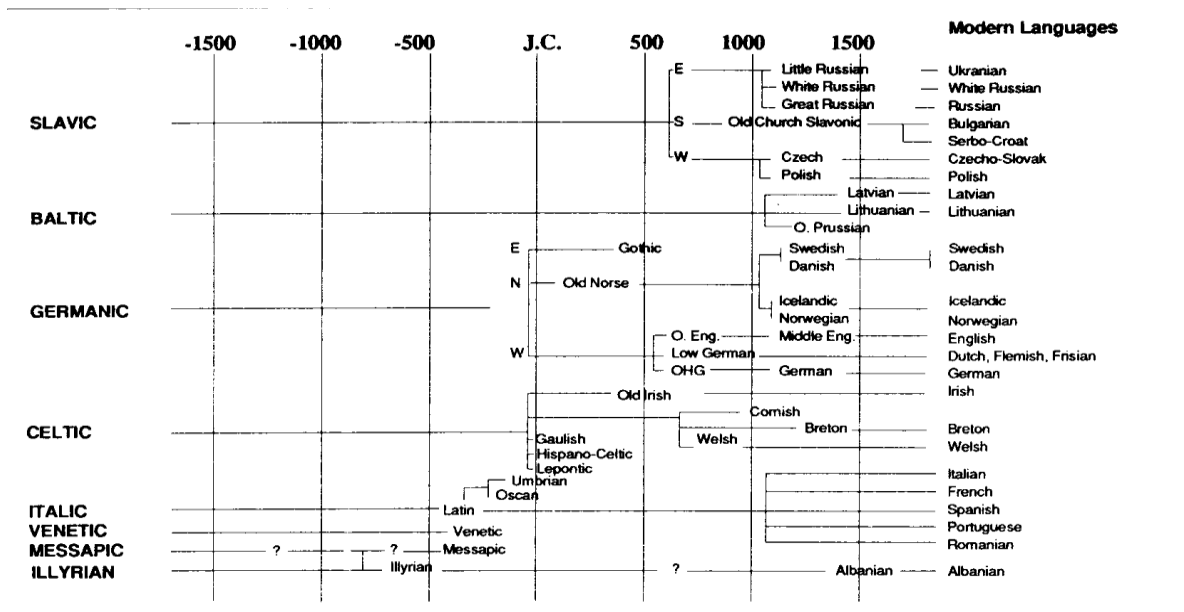 Modern Languages
-1500 -1000 -500 J.C. 500 1000 1500
E Little Russian Ukranian
White Russian White Russian
Great Russian Russian
SLAVIC S Old Church Slavonic Bulgarian
Serbo-Croat
W Czech Czecho-Slovak
Polish Polish
Latvian Latvian
BALTIC Lithuanian Lithuanian
O. Prussian
E Gothic Swedish Swedish
Danish Danish
N Old Norse
Icelandic Icelandic
GERMANIC Norwegian Norwegian
O. Eng. Middle Eng. English
W Low German Dutch, Flemish, Frisian
OHG German German
Old Irish Irish
Cornish
CELTIC Breton Breton
Gaulish Welsh Welsh
Hispano-Celtic
Lepontic
Umbrian Italian
Oscan French
ITALIC Latin Spanish
VENETIC Venetic Portuguese
MESSAPIC ? ? Messapic Romanian
ILLYRIAN Illyrian ? Albanian Albanian